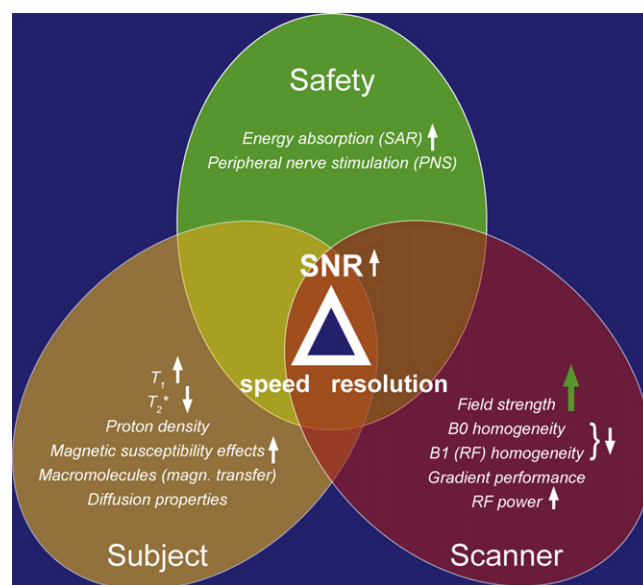 Safety
Energy absorption (SAR)
Peripheral nerve stimulation (PNS)
SNR
speed resolution
T1
T2*
Proton density
Magnetic susceptibility effects
Macromolecules (magn. transfer)
Diffusion properties
Subject
Field strength
B0 homogeneity
B1 (RF) homogeneity
Gradient performance
RF power
Scanner